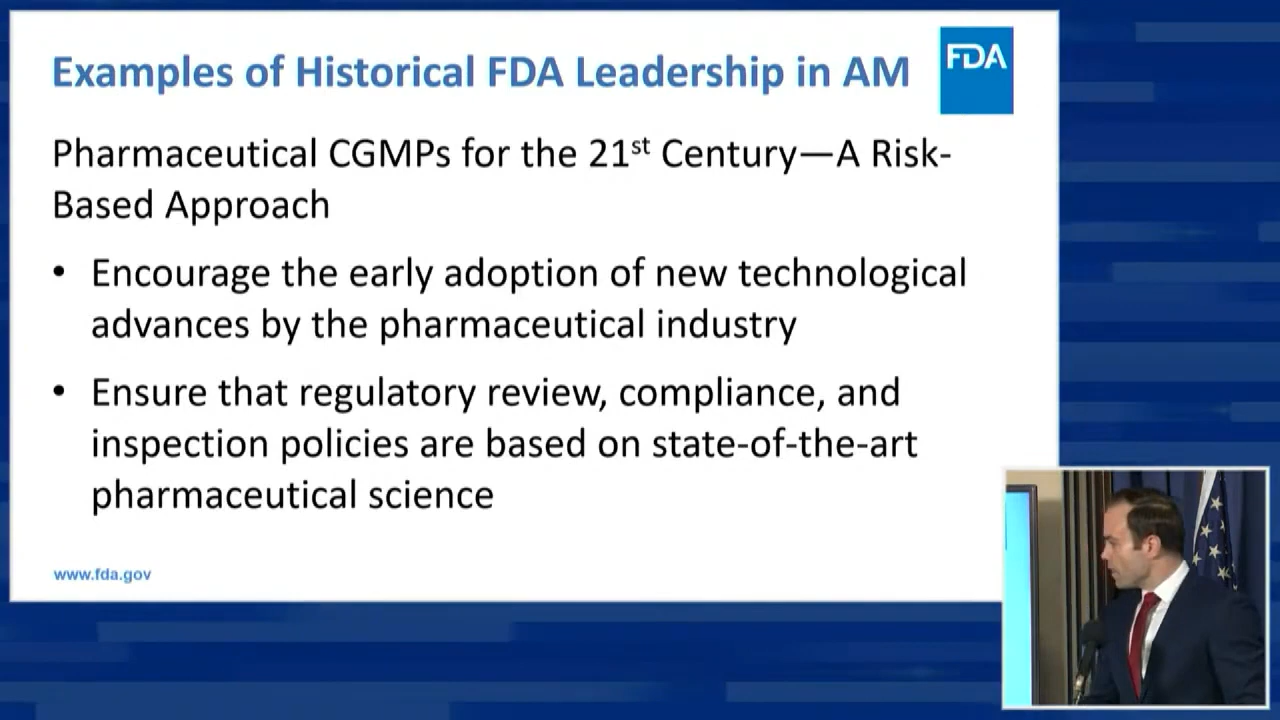 Examples of Historical FDA Leadership in AM
FDA
Pharmaceutical CGMPs for the 21st Century—A Risk-
Based Approach
• Encourage the early adoption of new technological
advances by the pharmaceutical industry
• Ensure that regulatory review, compliance, and
inspection policies are based on state-of-the-art
pharmaceutical science
www.fda.gov